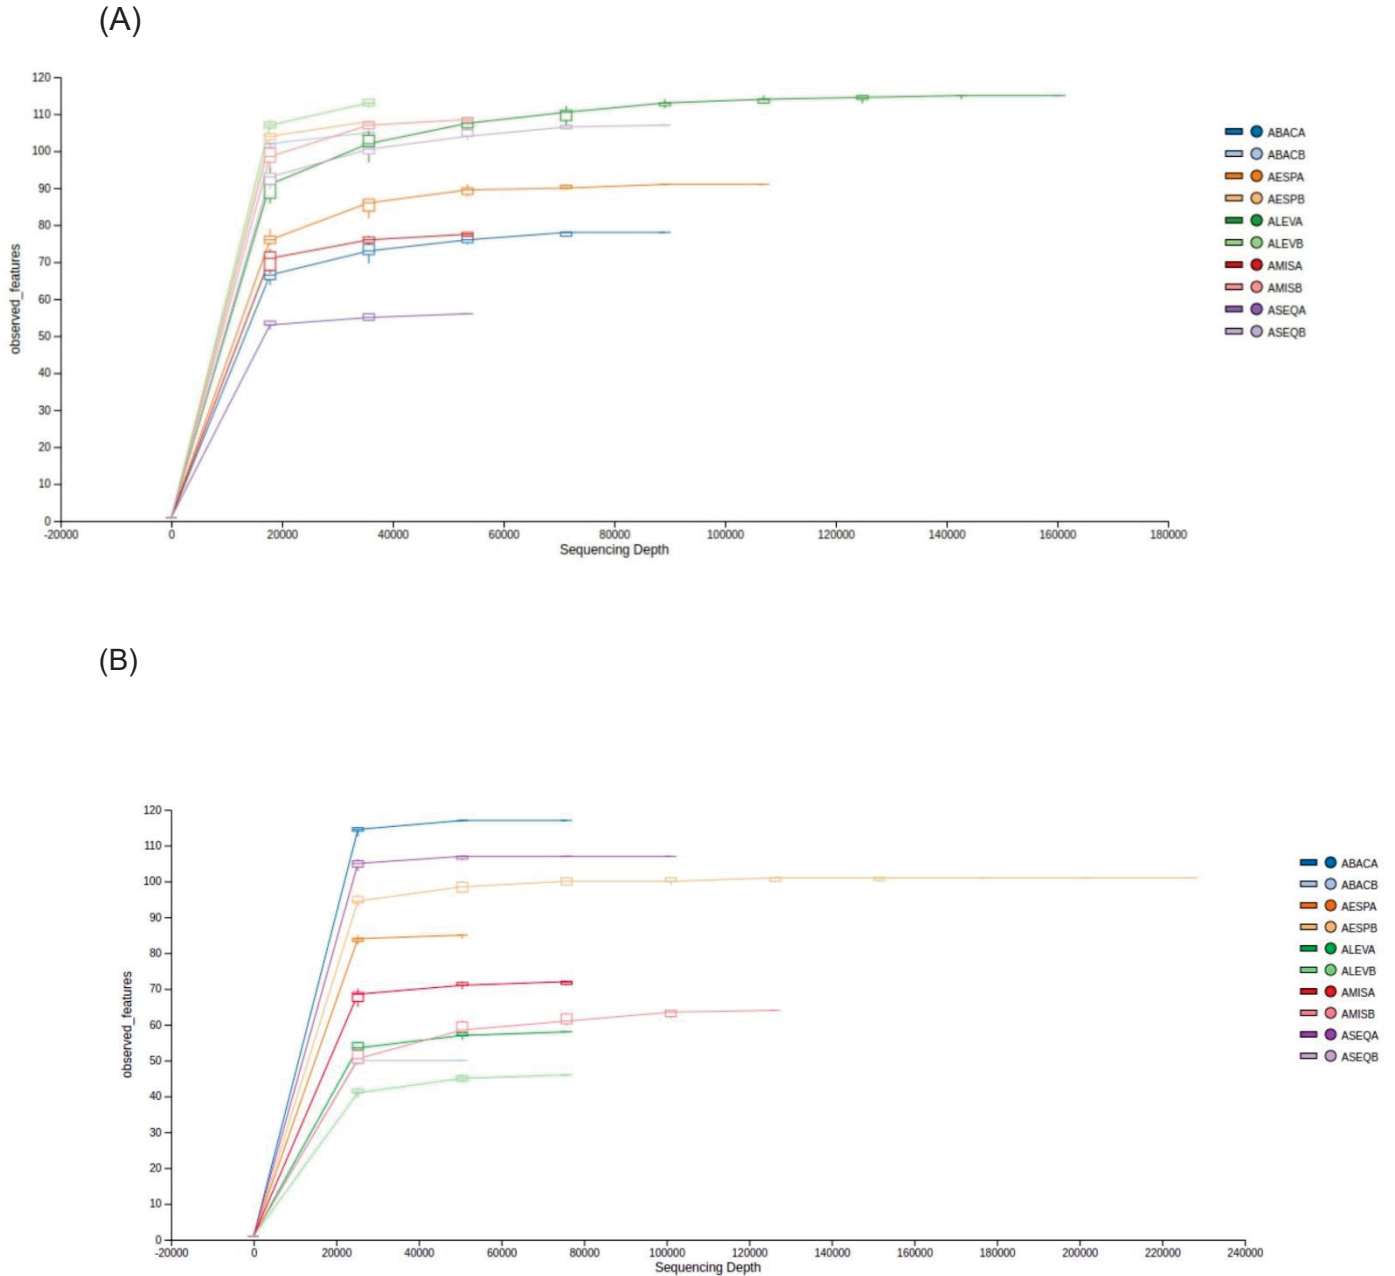 (A)
120
110
100
90
80
70
60
50
40
30
20
10
0
observed_features
-20000 0 20000 40000 60000 80000 100000 120000 140000 160000 180000
Sequencing Depth
ABACA
ABACB
AESPA
AESPB
ALEVA
ALEVB
AMISA
AMISB
ASEQA
ASEQB
(B)
120
110
100
90
80
70
60
50
40
30
20
10
0
observed_features
-20000 0 20000 40000 60000 80000 100000 120000 140000 160000 180000 200000 220000 240000
Sequencing Depth
ABACA
ABACB
AESPA
AESPB
ALEVA
ALEVB
AMISA
AMISB
ASEQA
ASEQB